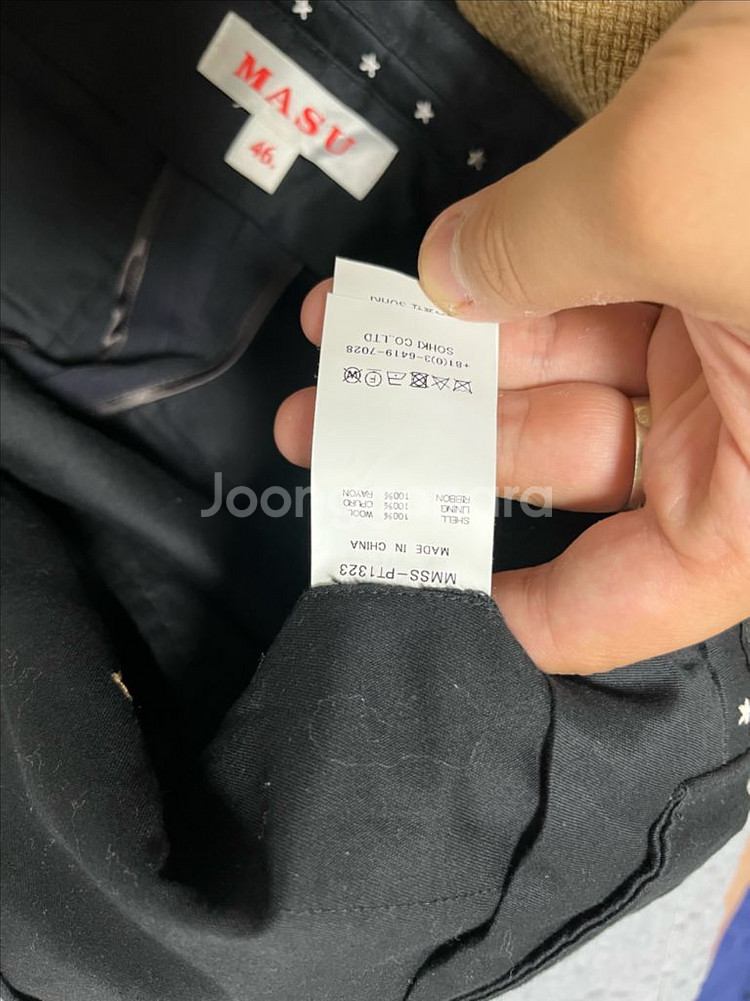 MASU
46.
SOHKI CO.,LTD
+81(0)3-6419-7028
SHELL WOOL 100%
LINING CPURO 100%
RIBBON RAYON 100%
MADE IN CHINA
MMSS-PT1323